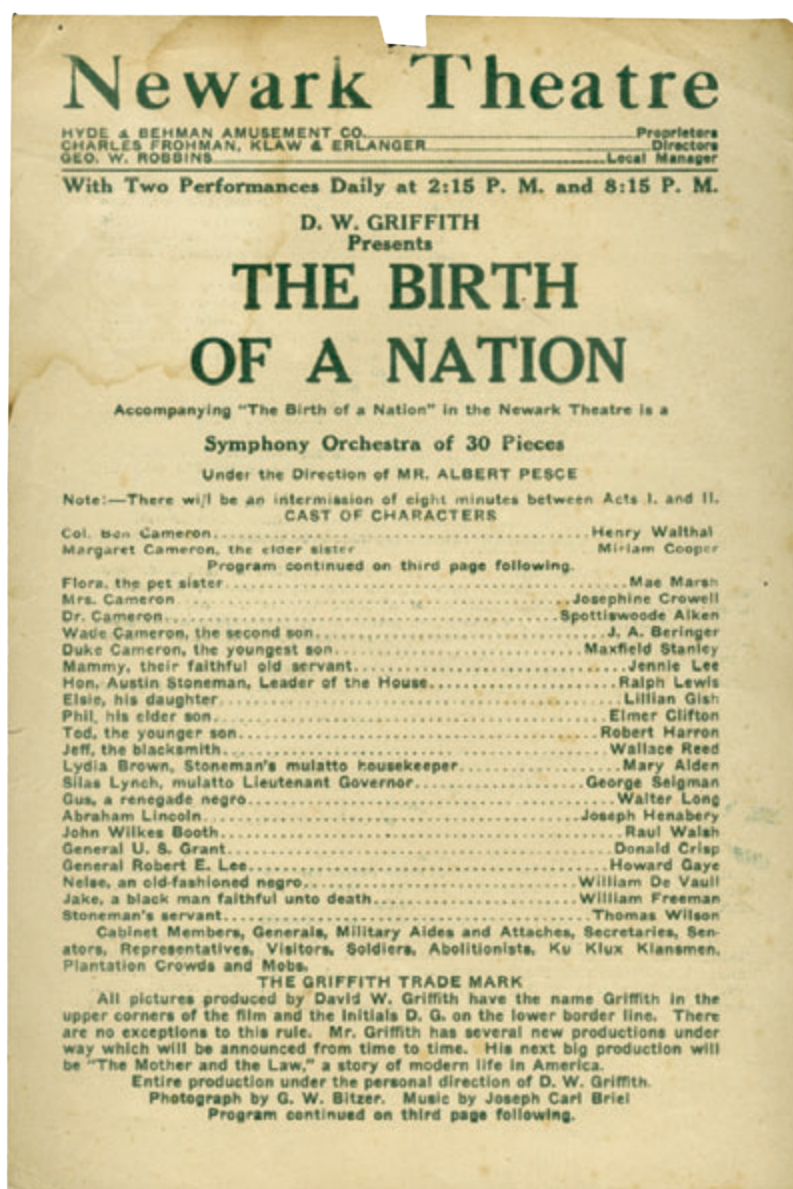 Newark Theatre
HYDE & BEHMAN AMUSEMENT CO. Proprietors
CHARLES FROHMAN, KLAW & ERLANGER Directors
GEO. W. ROBBINS Local Manager
With Two Performances Daily at 2:15 P. M. and 8:15 P. M.
D. W. GRIFFITH
Presents
THE BIRTH
OF A NATION
Accompanying "The Birth of a Nation" in the Newark Theatre is a
Symphony Orchestra of 30 Pieces
Under the Direction of MR. ALBERT PESCE
Note:—There will be an intermission of eight minutes between Acts I. and II.
CAST OF CHARACTERS
Col. Ben Cameron Henry Walthal
Margaret Cameron, the elder sister Miriam Cooper
Program continued on third page following.
Flora, the pet sister Mae Marsh
Mrs. Cameron Josephine Crowell
Dr. Cameron Spottiswoode Aiken
Wade Cameron, the second son J. A. Beringer
Duke Cameron, the youngest son Maxfield Stanley
Mammy, their faithful old servant Jennie Lee
Hon. Austin Stoneman, Leader of the House Ralph Lewis
Elsie, his daughter Lillian Gish
Phil, his elder son Elmer Clifton
Tod, the younger son Robert Harron
Jeff, the blacksmith Wallace Reed
Lydia Brown, Stoneman's mulatto housekeeper Mary Alden
Silas Lynch, mulatto Lieutenant Governor George Seigman
Gus, a renegade negro Walter Long
Abraham Lincoln Joseph Henabery
John Wilkes Booth Raul Walsh
General U. S. Grant Donald Crisp
General Robert E. Lee Howard Gaye
Nelse, an old-fashioned negro William De Vaull
Jake, a black man faithful unto death William Freeman
Stoneman's servant Thomas Wilson
Cabinet Members, Generals, Military Aides and Attaches, Secretaries, Sen-
ators, Representatives, Visitors, Soldiers, Abolitionists, Ku Klux Klansmen,
Plantation Crowds and Mobs.
THE GRIFFITH TRADE MARK
All pictures produced by David W. Griffith have the name Griffith in the
upper corners of the film and the initials D. G. on the lower border line. There
are no exceptions to this rule. Mr. Griffith has several new productions under
way which will be announced from time to time. His next big production will
be "The Mother and the Law," a story of modern life in America.
Entire production under the personal direction of D. W. Griffith.
Photograph by G. W. Bitzer. Music by Joseph Carl Briel
Program continued on third page following.